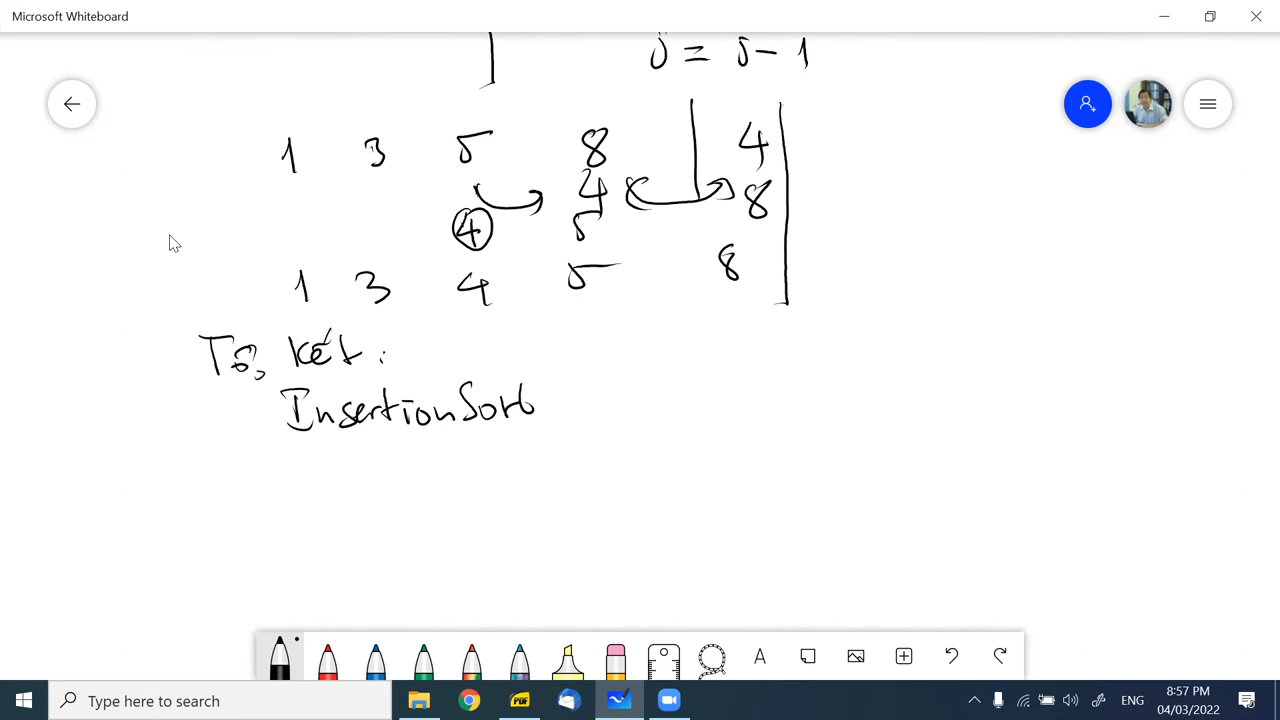 Microsoft Whiteboard
j = j - 1
1 3 5 8 4
4 8
4 5
1 3 4 5 8
Tổng kết:
InsertionSort
A
Type here to search
PDF
ENG
8:57 PM
04/03/2022